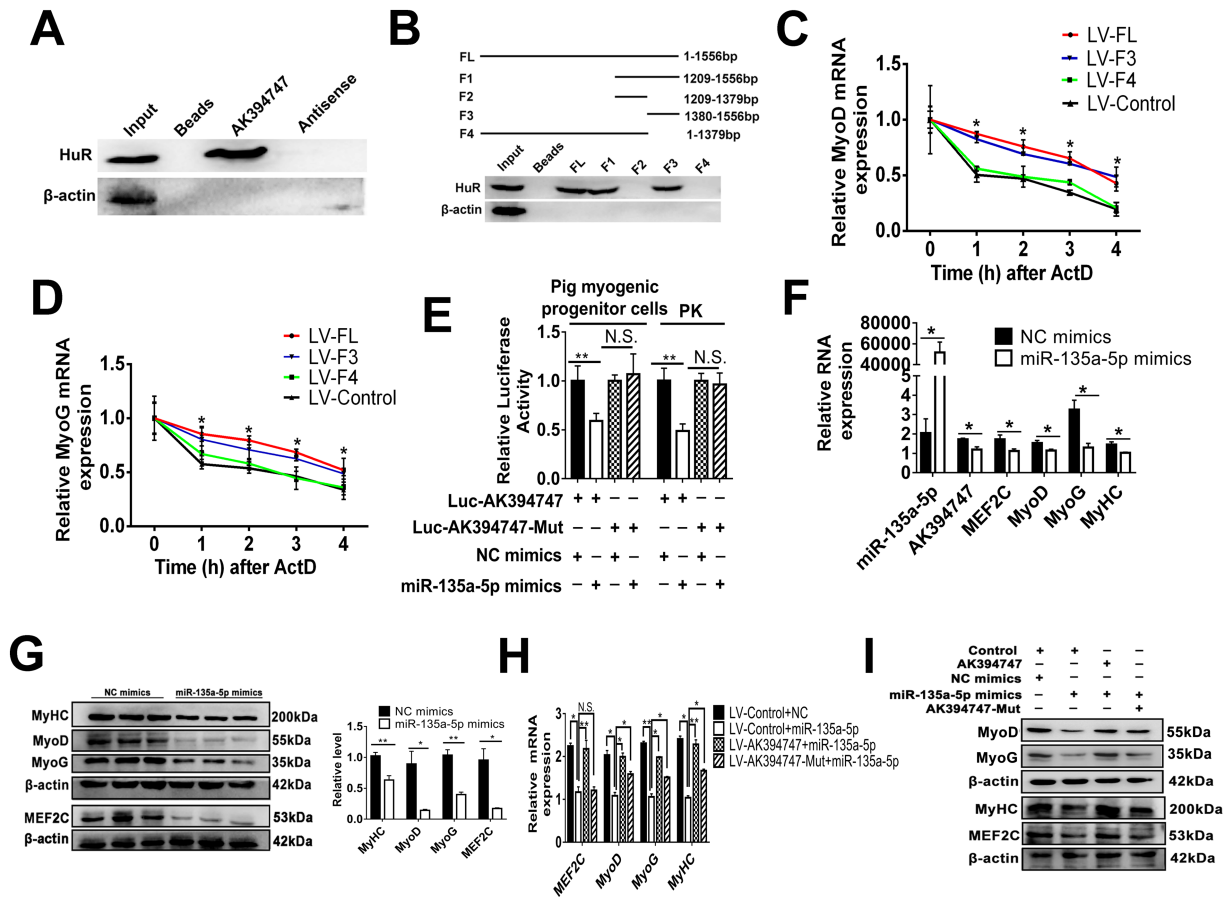 A
Input
Beads
AK394747
Antisense
HuR
β-actin
B
FL
1-1556bp
F1
1209-1556bp
F2
1209-1379bp
F3
1380-1556bp
F4
1-1379bp
Input
Beads
FL
F1
F2
F3
F4
HuR
β-actin
C
LV-FL
LV-F3
LV-F4
LV-Control
Relative MyoD mRNA
expression
1.5
1.0
0.5
0.0
* * * *
0 1 2 3 4
Time (h) after ActD
D
LV-FL
LV-F3
LV-F4
LV-Control
Relative MyoG mRNA
expression
1.5
1.0
0.5
0.0
* * * *
0 1 2 3 4
Time (h) after ActD
E
Pig myogenic
progenitor cells PK
Relative Luciferase
Activity
1.5
1.0
0.5
0.0
** N.S. ** N.S.
Luc-AK394747 + + − − + + − −
Luc-AK394747-Mut − − + + − − + +
NC mimics + − + − + − + −
miR-135a-5p mimics − + − + − + − +
F
NC mimics
miR-135a-5p mimics
Relative RNA
expression
80000
60000
40000
5
4
3
2
1
0
* * * * * *
miR-135a-5p
AK394747
MEF2C
MyoD
MyoG
MyHC
G
NC mimics miR-135a-5p mimics
MyHC 200kDa
MyoD 55kDa
MyoG 35kDa
β-actin 42kDa
MEF2C 53kDa
β-actin 42kDa
NC mimics
miR-135a-5p mimics
Relative level
1.5
1.0
0.5
0.0
** * ** *
MyHC
MyoD
MyoG
MEF2C
H
LV-Control+NC
LV-Control+miR-135a-5p
LV-AK394747+miR-135a-5p
LV-AK394747-Mut+miR-135a-5p
Relative mRNA
expression
3
2
1
0
N.S. * *
* ** ** * ** * * **
MEF2C
MyoD
MyoG
MyHC
I
Control + + − −
AK394747 − − + −
NC mimics + − − −
miR-135a-5p mimics − + + +
AK394747-Mut − − − +
MyoD 55kDa
MyoG 35kDa
β-actin 42kDa
MyHC 200kDa
MEF2C 53kDa
β-actin 42kDa